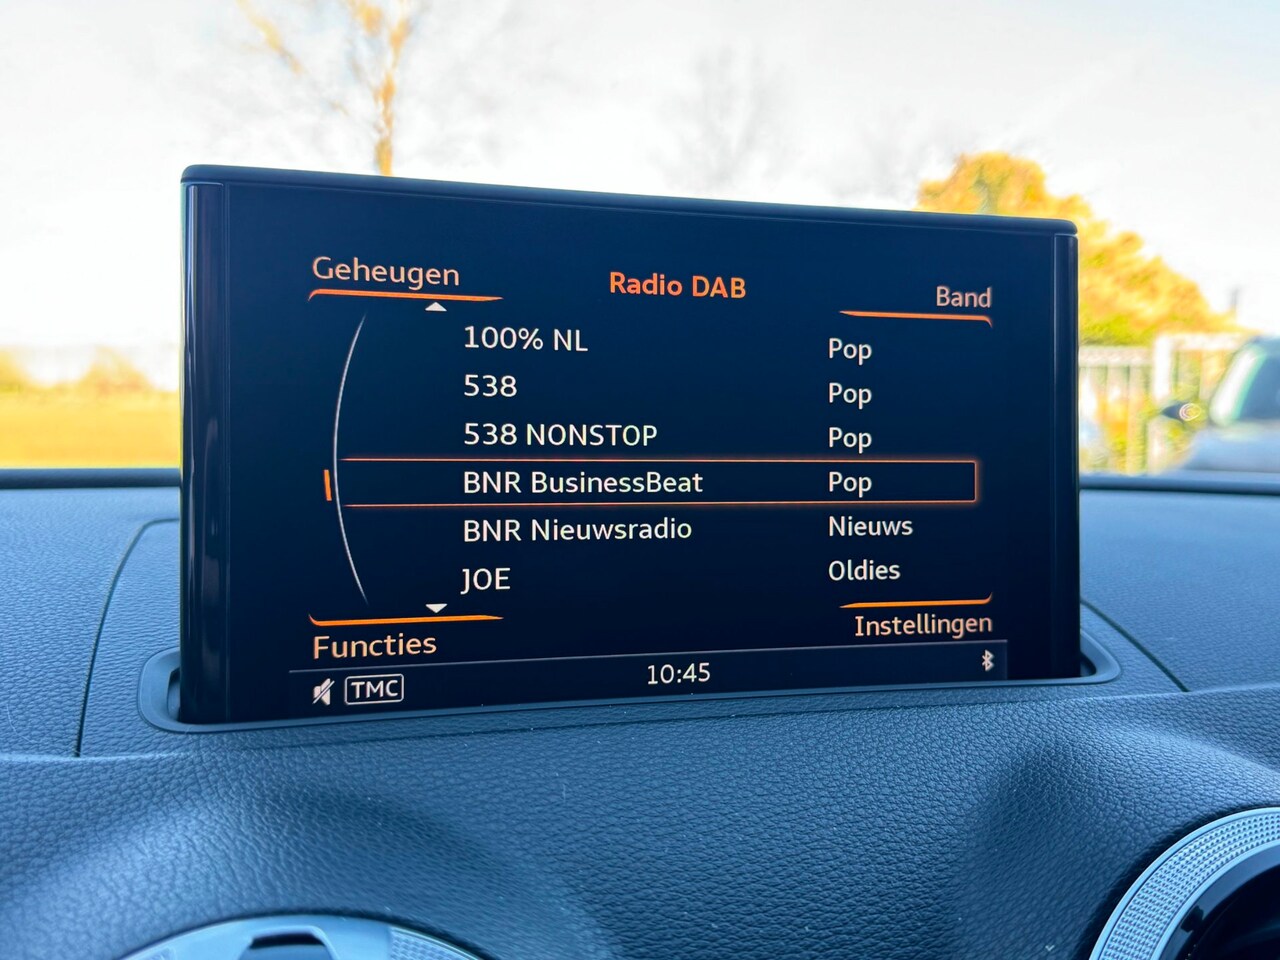 Geheugen
Radio DAB
Band
100% NL Pop
538 Pop
538 NONSTOP Pop
BNR BusinessBeat Pop
BNR Nieuwsradio Nieuws
JOE Oldies
Functies
Instellingen
TMC
10:45